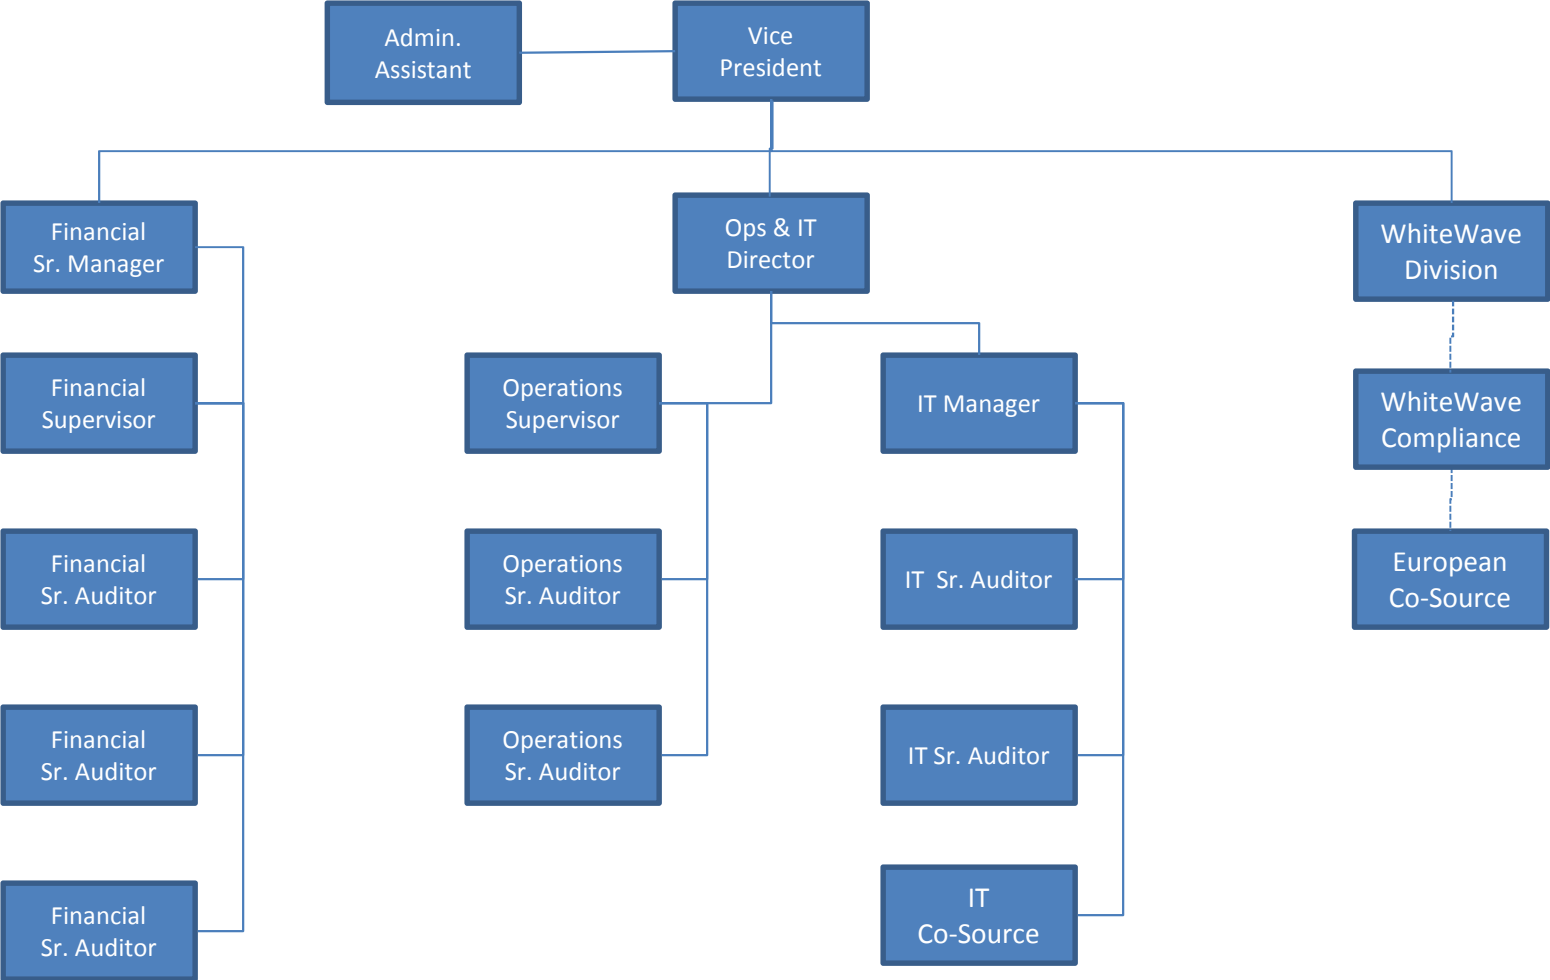 Admin.
Assistant
Vice
President
Financial
Sr. Manager
Ops & IT
Director
WhiteWave
Division
Financial
Supervisor
Operations
Supervisor
IT Manager
WhiteWave
Compliance
Financial
Sr. Auditor
Operations
Sr. Auditor
IT  Sr. Auditor
European
Co-Source
Financial
Sr. Auditor
Operations
Sr. Auditor
IT Sr. Auditor
Financial
Sr. Auditor
IT
Co-Source